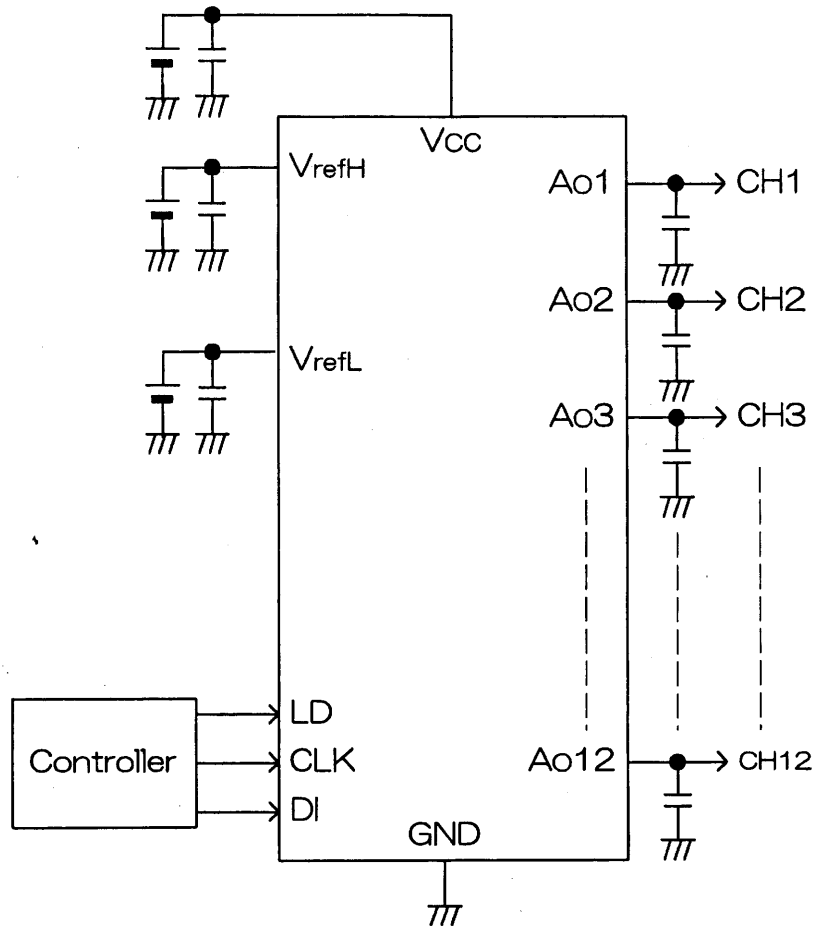 VCC
VrefH
Ao1
CH1
Ao2
CH2
VrefL
Ao3
CH3
LD
Controller
CLK
Ao12
CH12
DI
GND